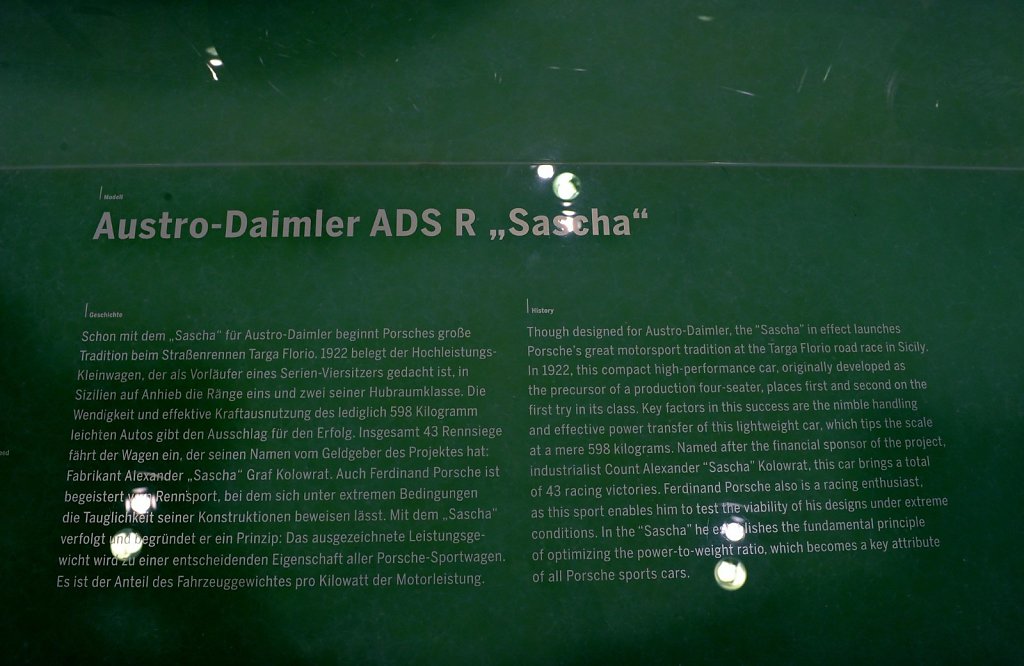 Modell
Austro-Daimler ADS R „Sascha“
Geschichte
Schon mit dem „Sascha“ für Austro-Daimler beginnt Porsches große
Tradition beim Straßenrennen Targa Florio. 1922 belegt der Hochleistungs-
Kleinwagen, der als Vorläufer eines Serien-Viersitzers gedacht ist, in
Sizilien auf Anhieb die Ränge eins und zwei seiner Hubraumklasse. Die
Wendigkeit und effektive Kraftausnutzung des lediglich 598 Kilogramm
leichten Autos gibt den Ausschlag für den Erfolg. Insgesamt 43 Rennsiege
fährt der Wagen ein, der seinen Namen vom Geldgeber des Projektes hat:
Fabrikant Alexander „Sascha“ Graf Kolowrat. Auch Ferdinand Porsche ist
begeistert vom Rennsport, bei dem sich unter extremen Bedingungen
die Tauglichkeit seiner Konstruktionen beweisen lässt. Mit dem „Sascha“
verfolgt und begründet er ein Prinzip: Das ausgezeichnete Leistungsge-
wicht wird zu einer entscheidenden Eigenschaft aller Porsche-Sportwagen.
Es ist der Anteil des Fahrzeuggewichtes pro Kilowatt der Motorleistung.
History
Though designed for Austro-Daimler, the “Sascha” in effect launches
Porsche's great motorsport tradition at the Targa Florio road race in Sicily.
In 1922, this compact high-performance car, originally developed as
the precursor of a production four-seater, places first and second on the
first try in its class. Key factors in this success are the nimble handling
and effective power transfer of this lightweight car, which tips the scale
at a mere 598 kilograms. Named after the financial sponsor of the project,
industrialist Count Alexander “Sascha” Kolowrat, this car brings a total
of 43 racing victories. Ferdinand Porsche also is a racing enthusiast,
as this sport enables him to test the viability of his designs under extreme
conditions. In the “Sascha” he establishes the fundamental principle
of optimizing the power-to-weight ratio, which becomes a key attribute
of all Porsche sports cars.